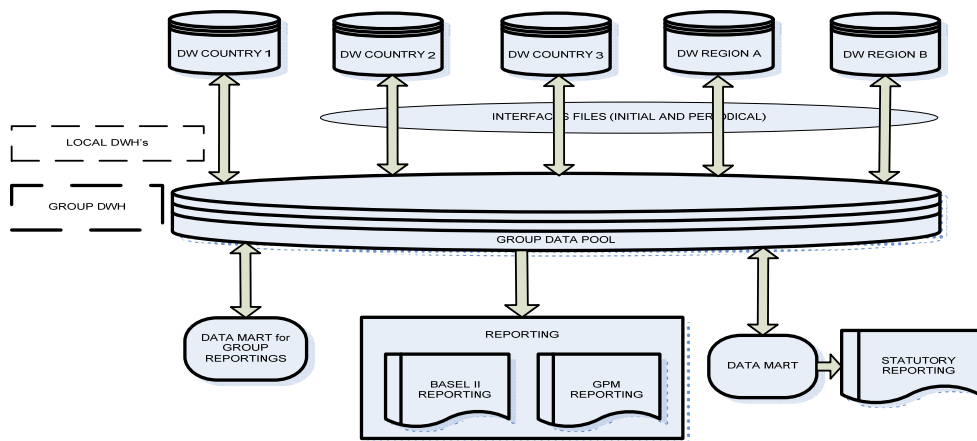 DW COUNTRY 1
DW COUNTRY 2
DW COUNTRY 3
DW REGION A
DW REGION B
INTERFACES FILES (INITIAL AND PERIODICAL)
LOCAL DWH's
GROUP DWH
GROUP DATA POOL
DATA MART for
GROUP
REPORTINGS
REPORTING
BASEL II
REPORTING
GPM
REPORTING
DATA MART
STATUTORY
REPORTING